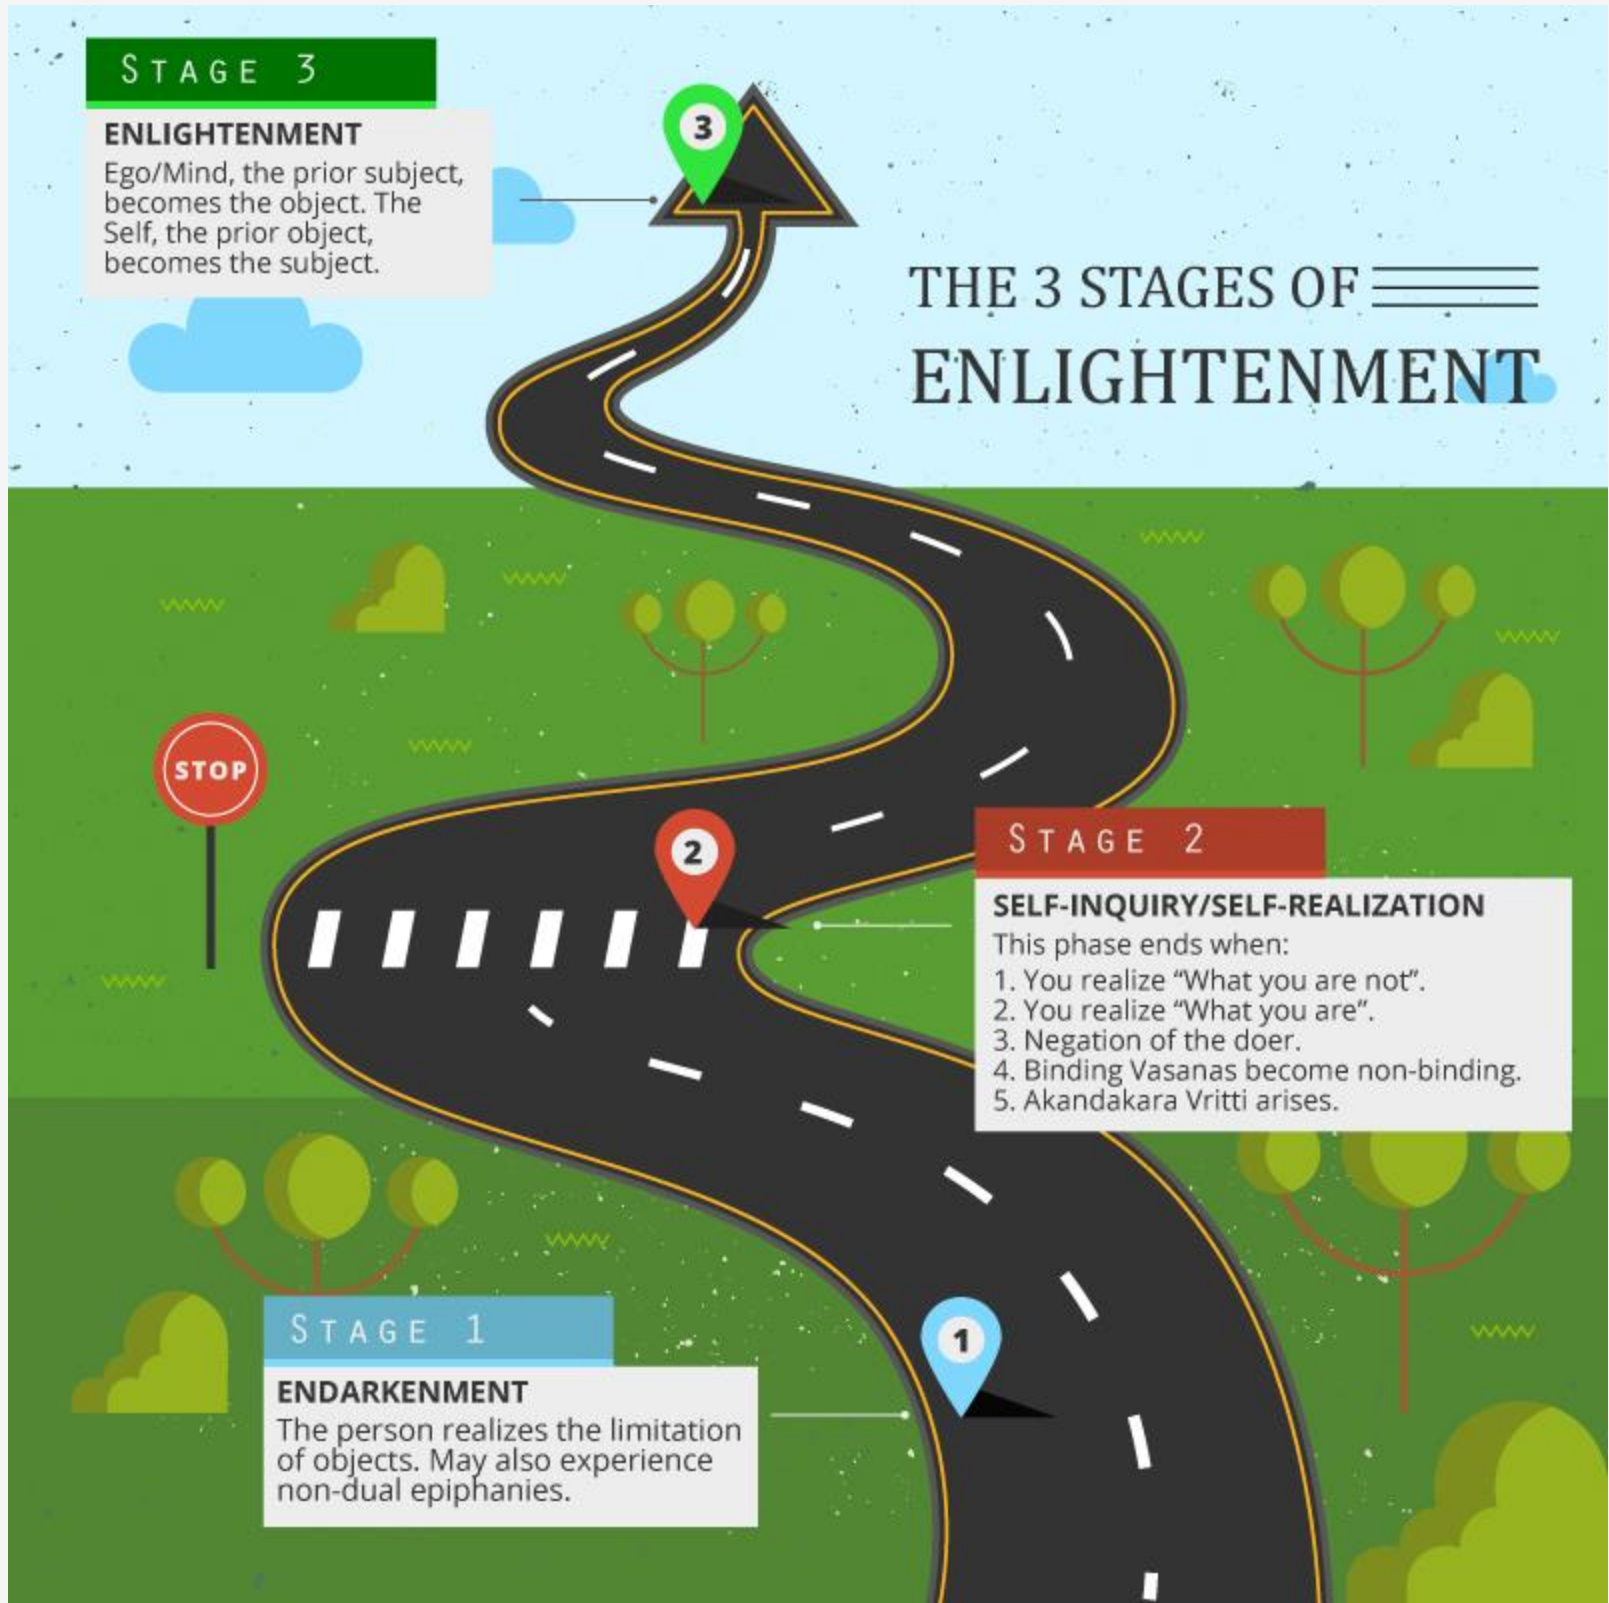 STAGE 3
ENLIGHTENMENT
Ego/Mind, the prior subject,
becomes the object. The
Self, the prior object,
becomes the subject.
3
THE 3 STAGES OF
ENLIGHTENMENT
STOP
2
STAGE 2
SELF-INQUIRY/SELF-REALIZATION
This phase ends when:
1. You realize “What you are not”.
2. You realize “What you are”.
3. Negation of the doer.
4. Binding Vasanas become non-binding.
5. Akandakara Vritti arises.
STAGE 1
ENDARKENMENT
The person realizes the limitation
of objects. May also experience
non-dual epiphanies.
1